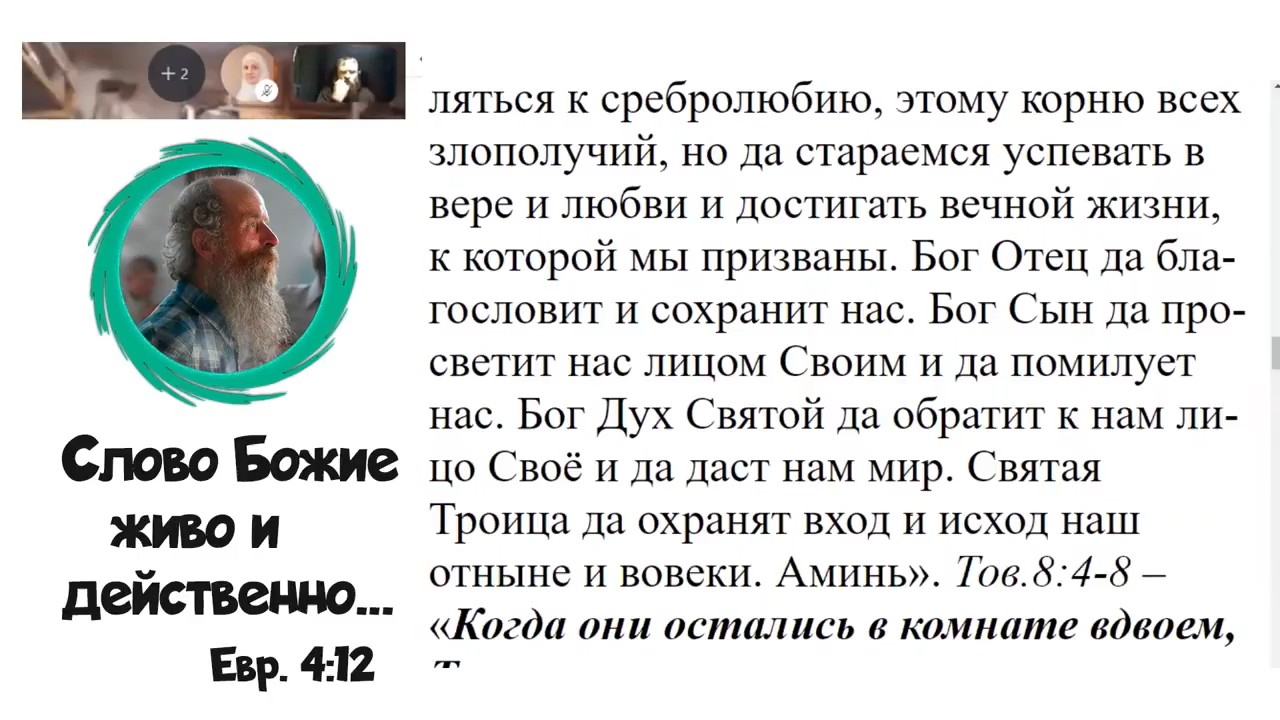 +2
ляться к сребролюбию, этому корню всех
злополучий, но да стараемся успевать в
вере и любви и достигать вечной жизни,
к которой мы призваны. Бог Отец да бла-
гословит и сохранит нас. Бог Сын да про-
светит нас лицом Своим и да помилует
нас. Бог Дух Святой да обратит к нам ли-
цо Своё и да даст нам мир. Святая
Троица да охранят вход и исход наш
отныне и вовеки. Аминь». Тов.8:4-8 –
«Когда они остались в комнате вдвоем,
Слово Божие
живо и
действенно...
Евр. 4:12